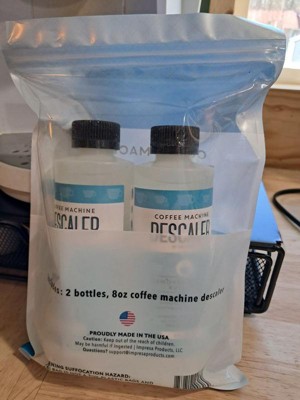 COFFEE MACHINE
DESCALER
COFFEE MACHINE
DESCALER
2 bottles, 8oz coffee machine descaler
PROUDLY MADE IN THE USA
Caution: Keep out of the reach of children.
May be harmful if ingested | Impresa Products, LLC
Questions? support@impresaproducts.com
SUFFOCATION HAZARD: